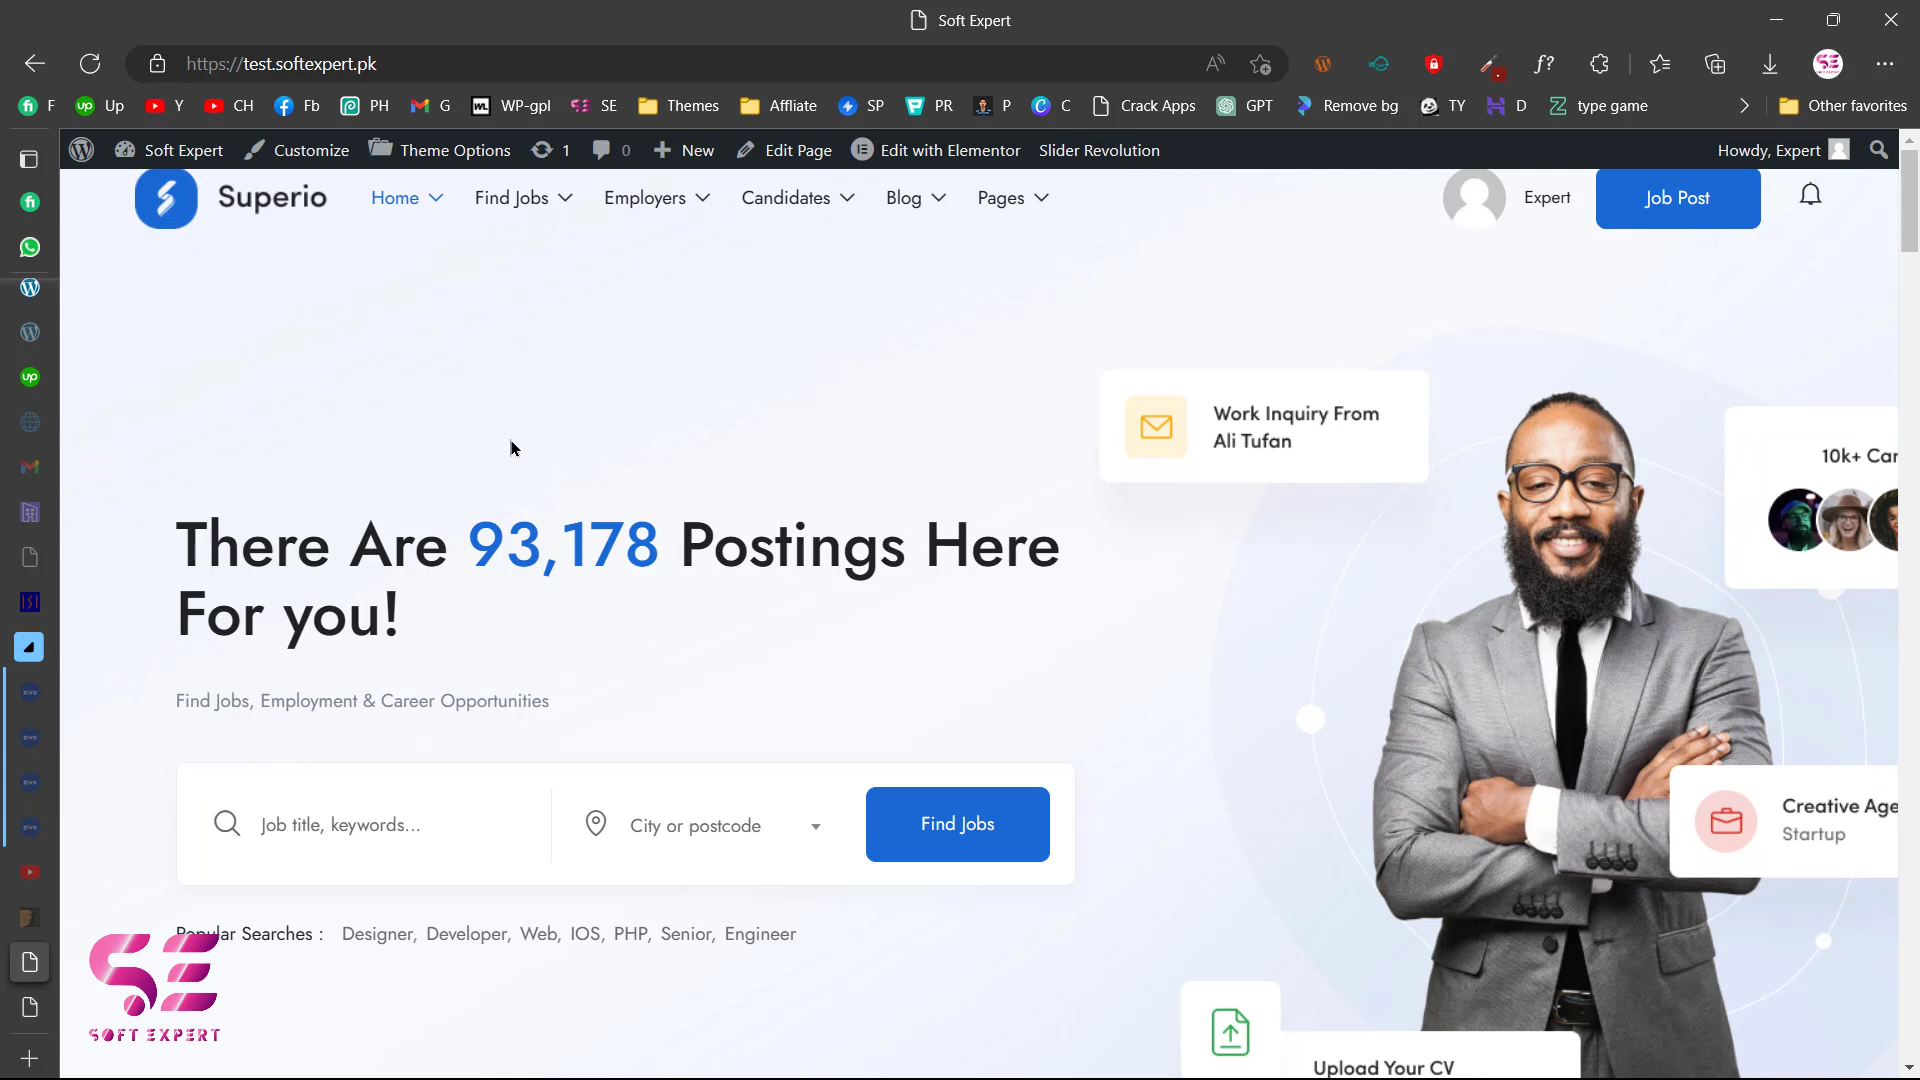 Soft Expert
https://test.softexpert.pk
F
Up
Y
CH
Fb
PH
G
WP-gpl
SE
Themes
Affliate
SP
PR
P
C
Crack Apps
GPT
Remove bg
TY
D
type game
Other favorites
Soft Expert
Customize
Theme Options
1
0
New
Edit Page
Edit with Elementor
Slider Revolution
Howdy, Expert
Superio
Home
Find Jobs
Employers
Candidates
Blog
Pages
Expert
Job Post
Work Inquiry From
Ali Tufan
10k+ Can
There Are 93,178 Postings Here
For you!
Find Jobs, Employment & Career Opportunities
Job title, keywords...
City or postcode
Find Jobs
Creative Age
Startup
Popular Searches : Designer, Developer, Web, IOS, PHP, Senior, Engineer
SE
SOFT EXPERT
Upload Your CV